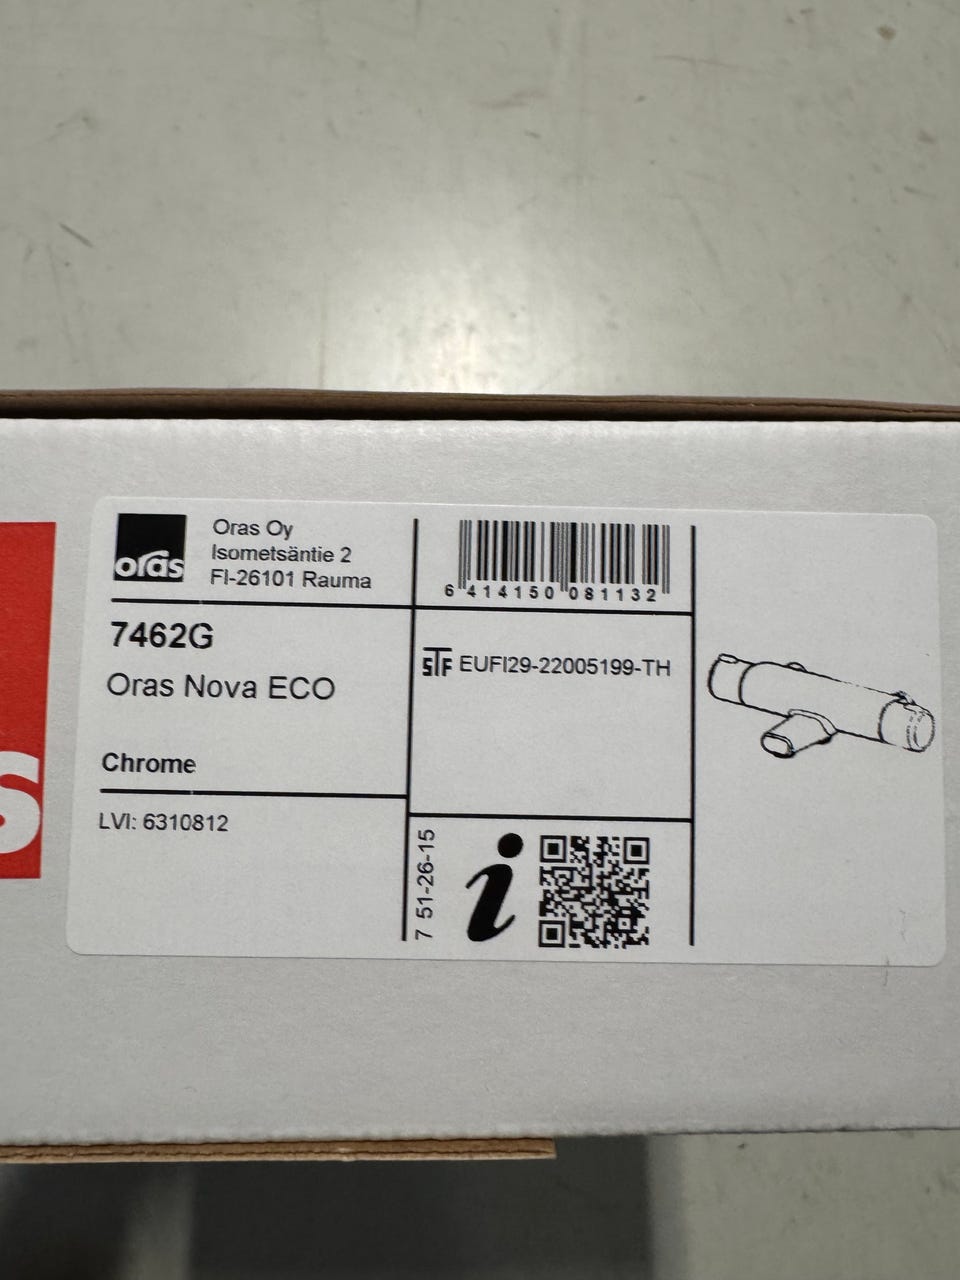 oras
Oras Oy
Isometsäntie 2
FI-26101 Rauma
6 414150 081132
7462G
Oras Nova ECO
STF EUFI29-22005199-TH
Chrome
LVI: 6310812
7 51-26-15
i
s